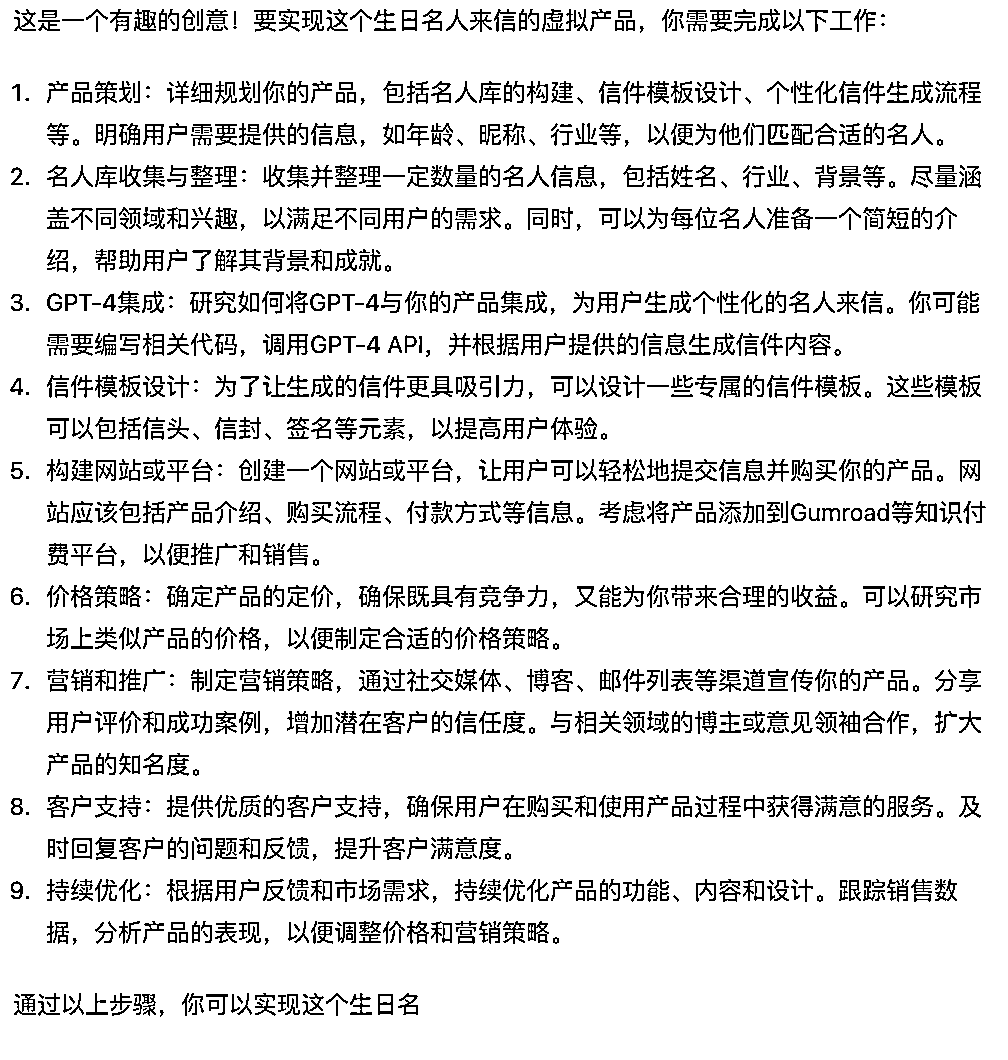 这是一个有趣的创意！要实现这个生日名人来信的虚拟产品，你需要完成以下工作：
1. 产品策划：详细规划你的产品，包括名人库的构建、信件模板设计、个性化信件生成流程
等。明确用户需要提供的信息，如年龄、昵称、行业等，以便为他们匹配合适的名人。
2. 名人库收集与整理：收集并整理一定数量的名人信息，包括姓名、行业、背景等。尽量涵
盖不同领域和兴趣，以满足不同用户的需求。同时，可以为每位名人准备一个简短的介
绍，帮助用户了解其背景和成就。
3. GPT-4集成：研究如何将GPT-4与你的产品集成，为用户生成个性化的名人来信。你可能
需要编写相关代码，调用GPT-4 API，并根据用户提供的信息生成信件内容。
4. 信件模板设计：为了让生成的信件更具吸引力，可以设计一些专属的信件模板。这些模板
可以包括信头、信封、签名等元素，以提高用户体验。
5. 构建网站或平台：创建一个网站或平台，让用户可以轻松地提交信息并购买你的产品。网
站应该包括产品介绍、购买流程、付款方式等信息。考虑将产品添加到Gumroad等知识付
费平台，以便推广和销售。
6. 价格策略：确定产品的定价，确保既具有竞争力，又能为你带来合理的收益。可以研究市
场上类似产品的价格，以便制定合适的价格策略。
7. 营销和推广：制定营销策略，通过社交媒体、博客、邮件列表等渠道宣传你的产品。分享
用户评价和成功案例，增加潜在客户的信任度。与相关领域的博主或意见领袖合作，扩大
产品的知名度。
8. 客户支持：提供优质的客户支持，确保用户在购买和使用产品过程中获得满意的服务。及
时回复客户的问题和反馈，提升客户满意度。
9. 持续优化：根据用户反馈和市场需求，持续优化产品的功能、内容和设计。跟踪销售数
据，分析产品的表现，以便调整价格和营销策略。
通过以上步骤，你可以实现这个生日名